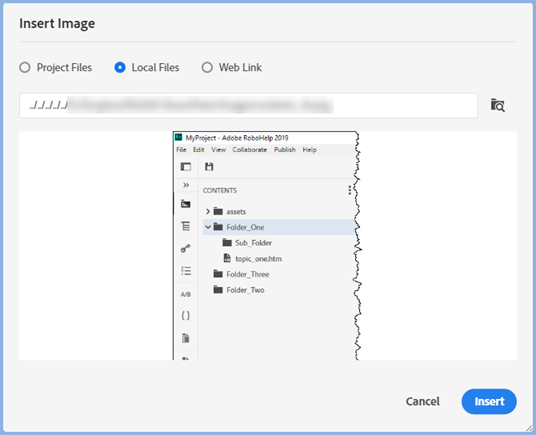 Insert Image
Project Files
Local Files
Web Link
../../../../../
MyProject - Adobe RoboHelp 2019
File Edit View Collaborate Publish Help
CONTENTS
assets
Folder_One
Sub_Folder
topic_one.htm
Folder_Three
Folder_Two
A/B
{ }
Cancel
Insert